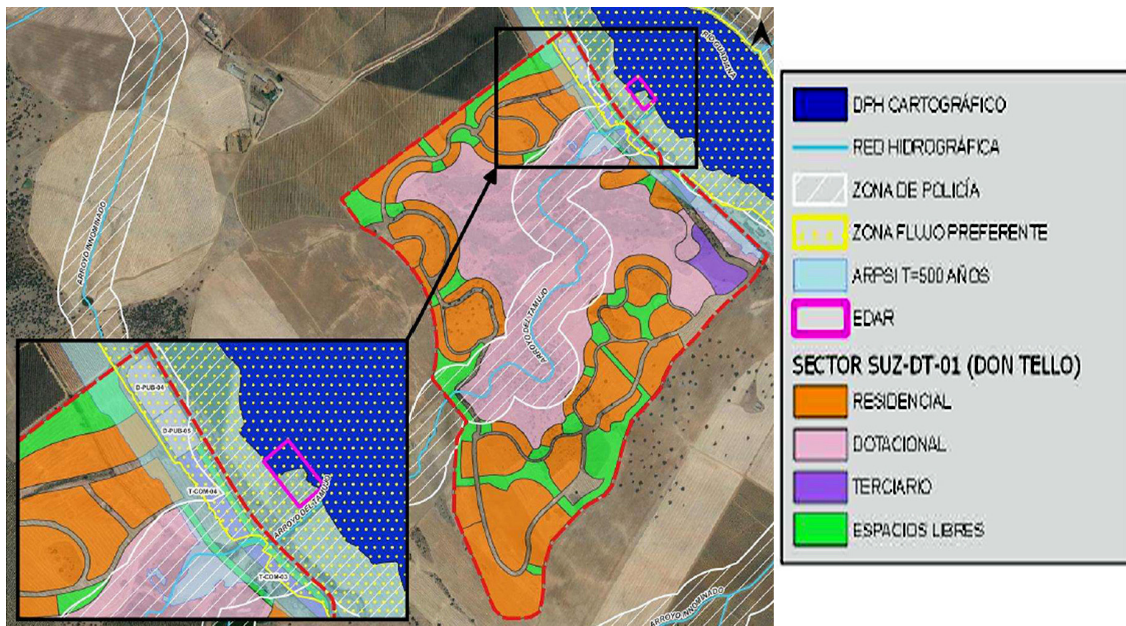 RÍO GUADIANA
ARROYO INNOMINADO
ARROYO DEL TAMUJO
ARROYO INNOMINADO
D-PUB-04
D-PUB-05
T-COM-04
ARROYO DEL TAMUJO
T-COM-03
DPH CARTOGRÁFICO
RED HIDROGRÁFICA
ZONA DE POLICÍA
ZONA FLUJO PREFERENTE
ARPSI T=500 AÑOS
EDAR
SECTOR SUZ-DT-01 (DON TELLO)
RESIDENCIAL
DOTACIONAL
TERCIARIO
ESPACIOS LIBRES